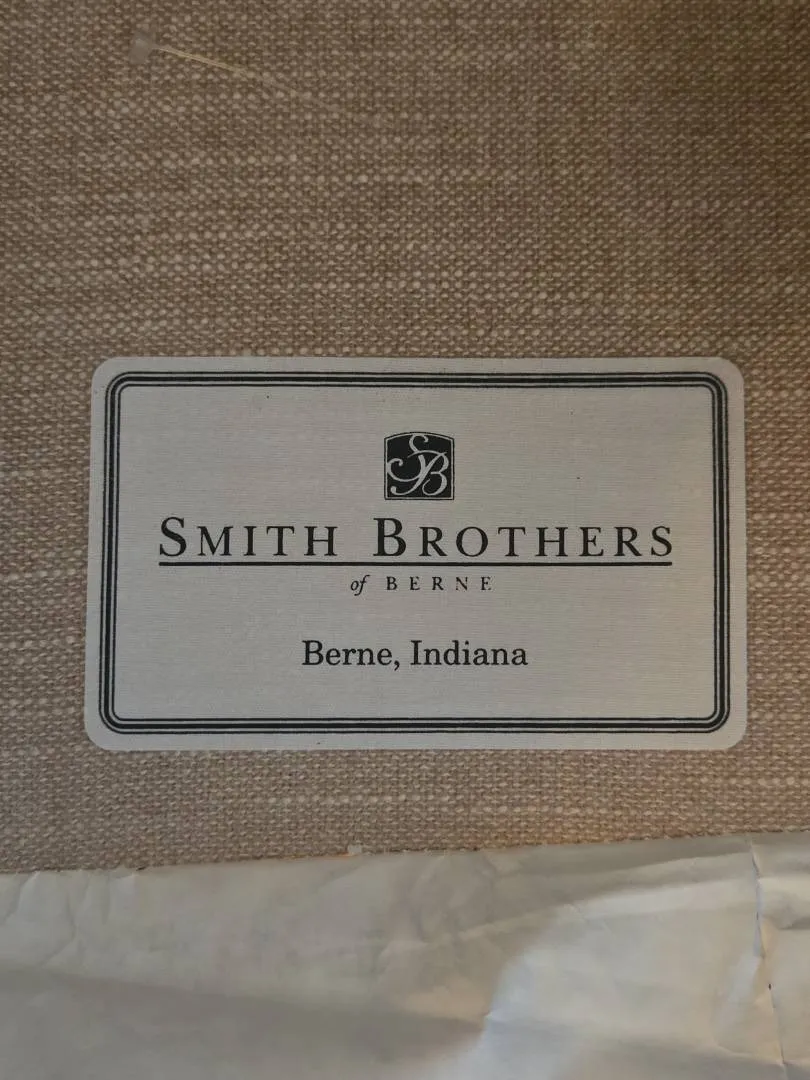 SB
SMITH BROTHERS
of BERNE
Berne, Indiana